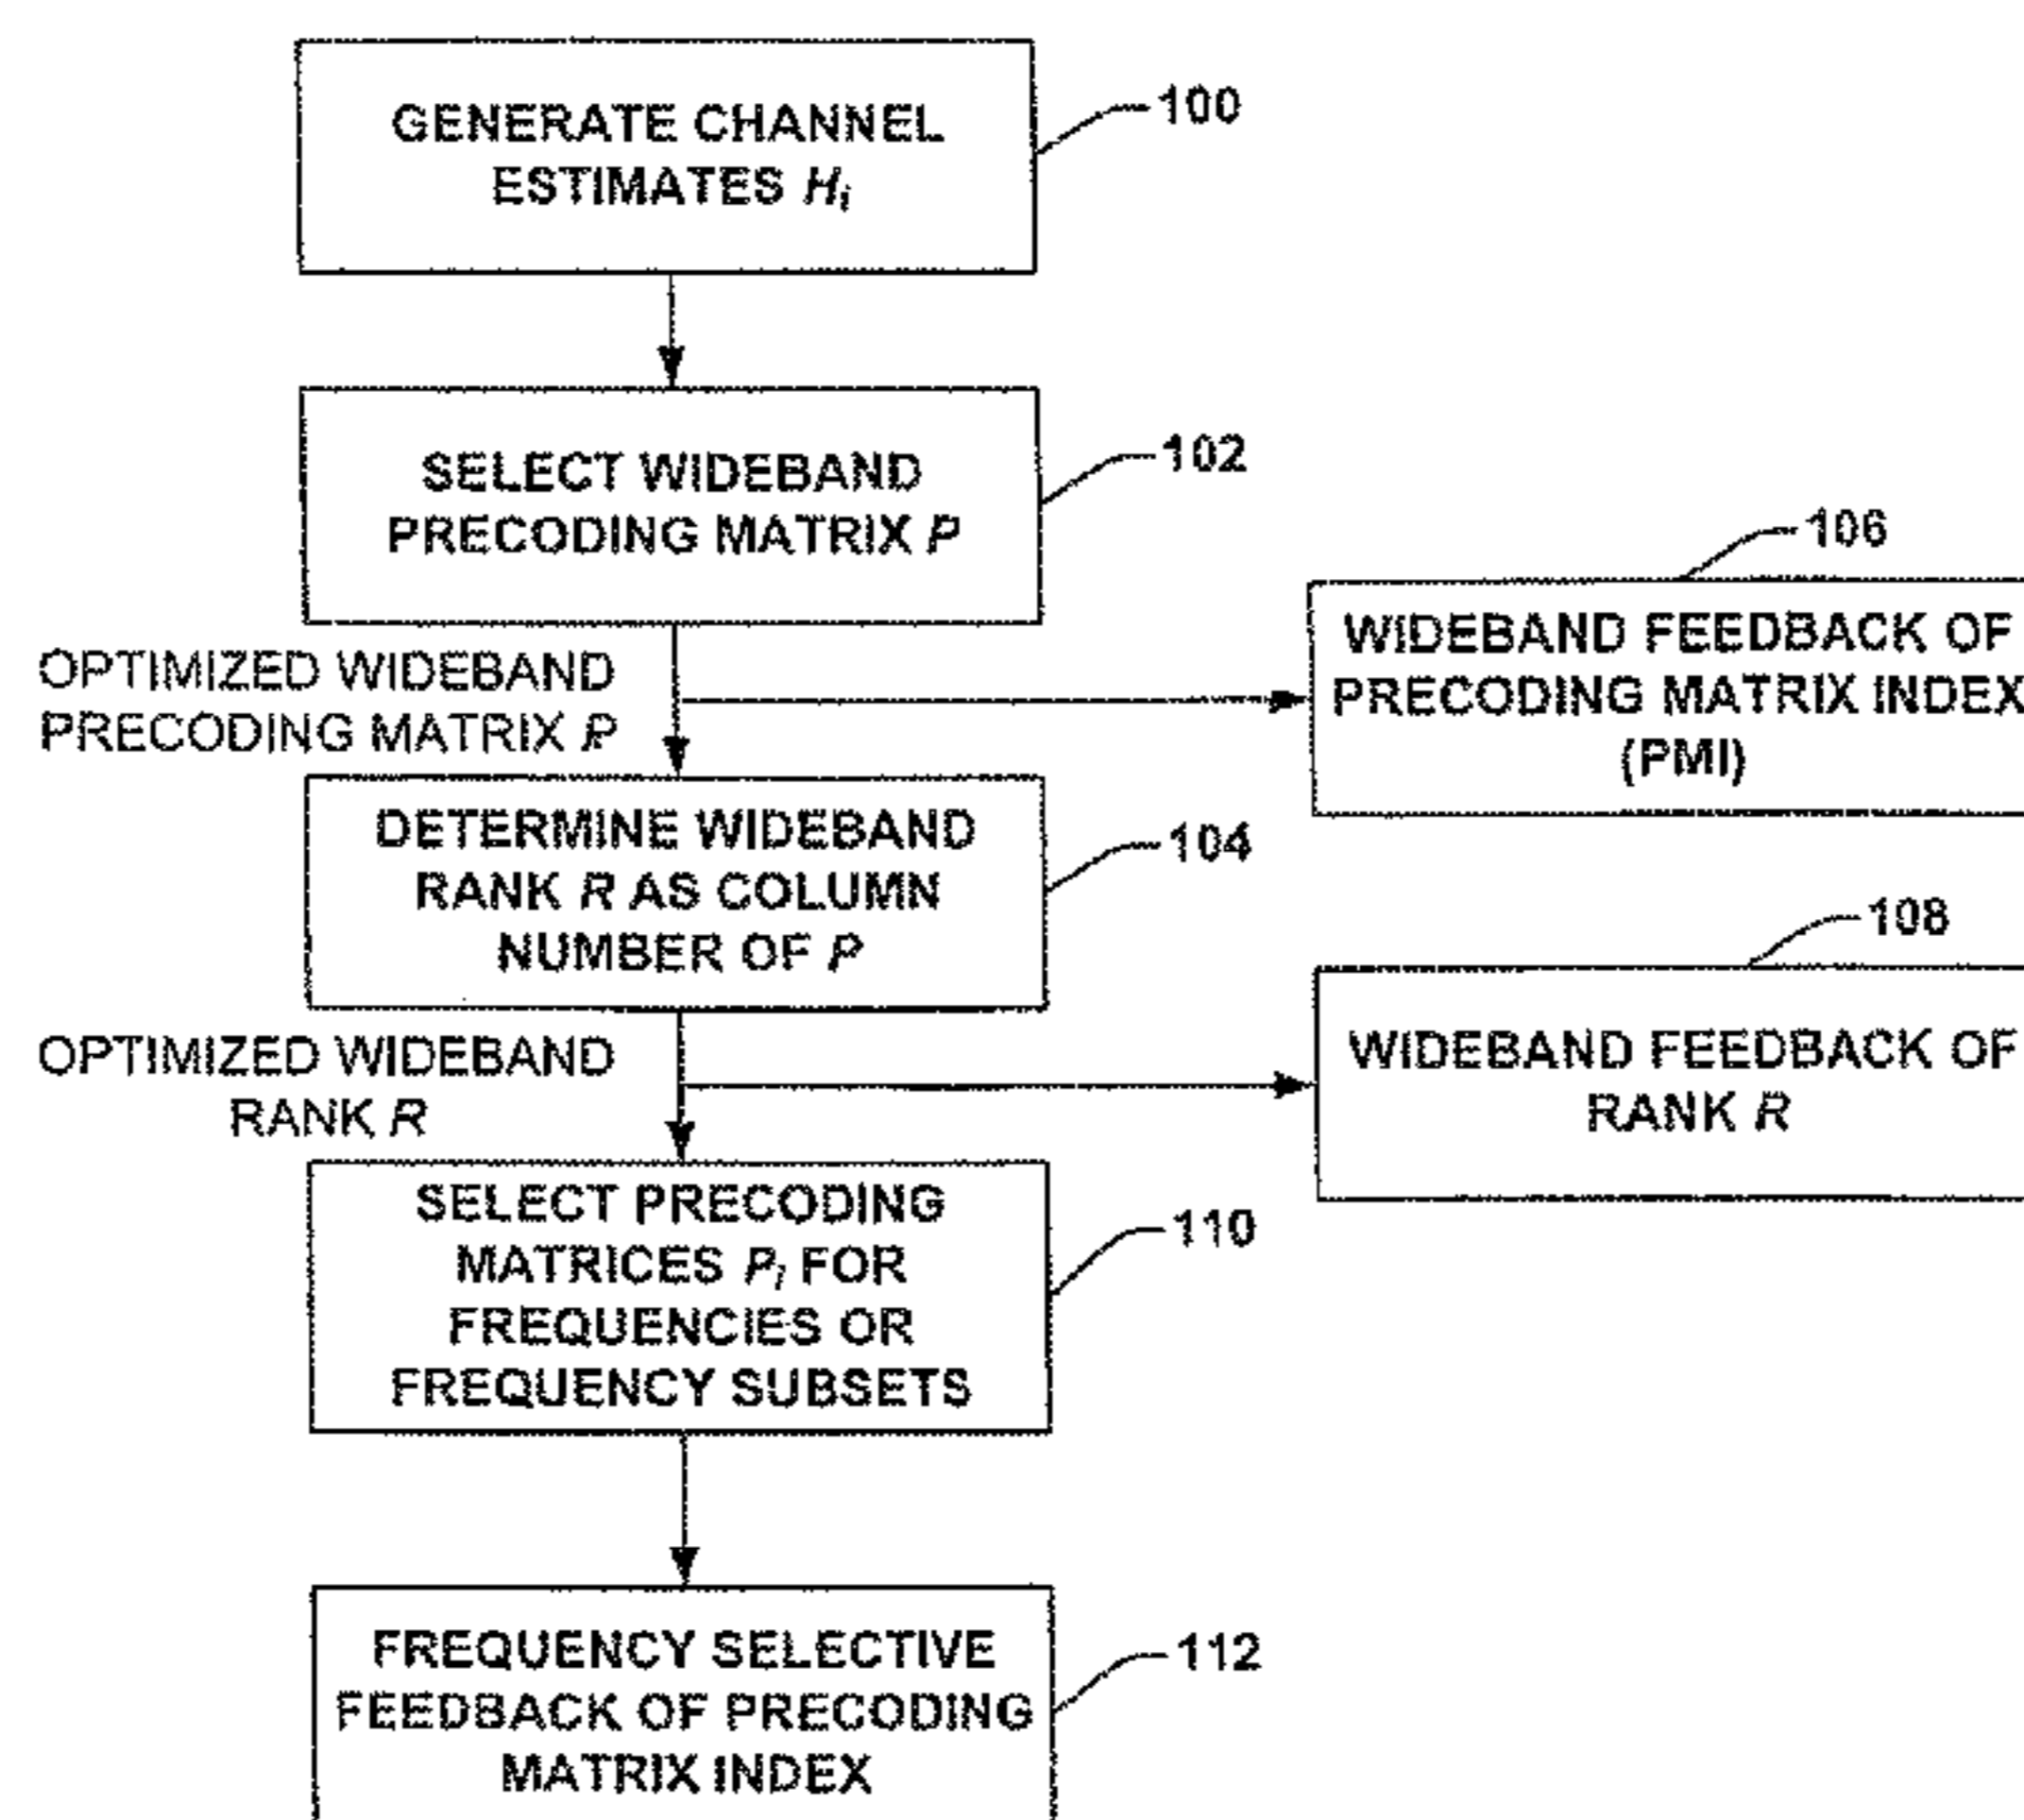 GENERATE CHANNEL
ESTIMATES Hi
100
SELECT WIDEBAND
PRECODING MATRIX P
102
OPTIMIZED WIDEBAND
PRECODING MATRIX P
106
WIDEBAND FEEDBACK OF
PRECODING MATRIX INDEX
(PMI)
DETERMINE WIDEBAND
RANK R AS COLUMN
NUMBER OF P
104
OPTIMIZED WIDEBAND
RANK R
108
WIDEBAND FEEDBACK OF
RANK R
SELECT PRECODING
MATRICES Pi FOR
FREQUENCIES OR
FREQUENCY SUBSETS
110
FREQUENCY SELECTIVE
FEEDBACK OF PRECODING
MATRIX INDEX
112